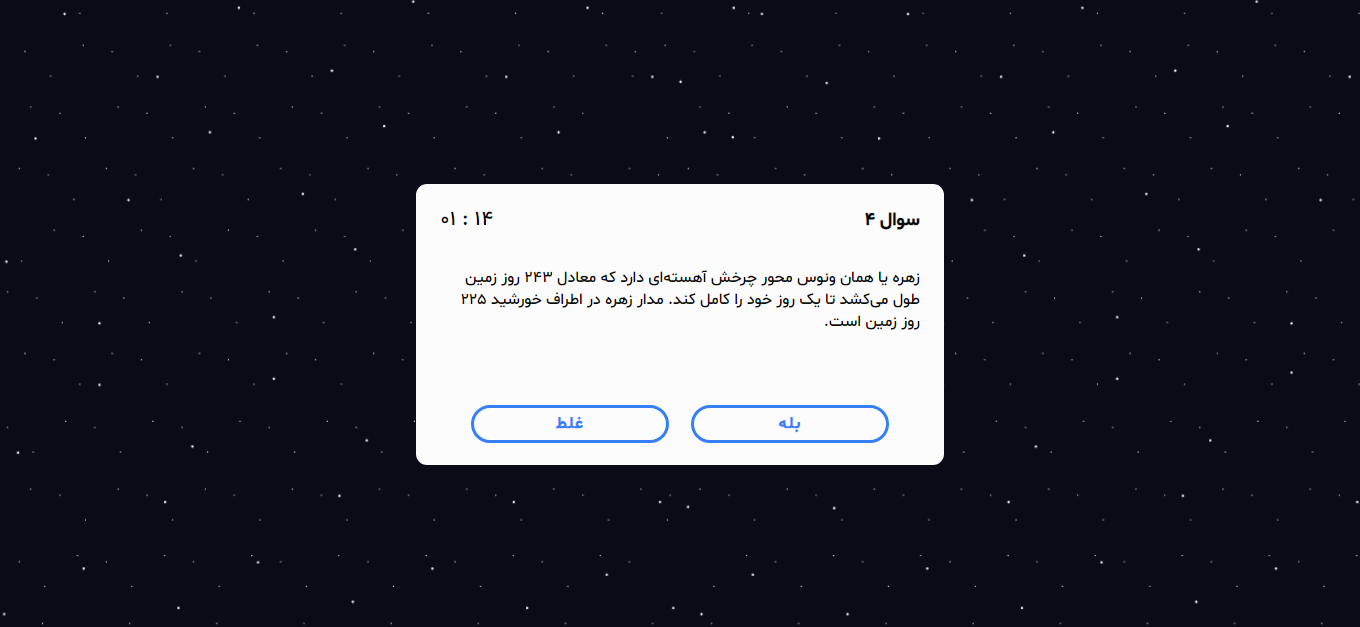 سوال ۴
۰۱ : ۱۴
زهره یا همان ونوس محور چرخش آهسته‌ای دارد که معادل ۲۴۳ روز زمین
طول می‌کشد تا یک روز خود را کامل کند. مدار زهره در اطراف خورشید ۲۲۵
روز زمین است.
بله
غلط